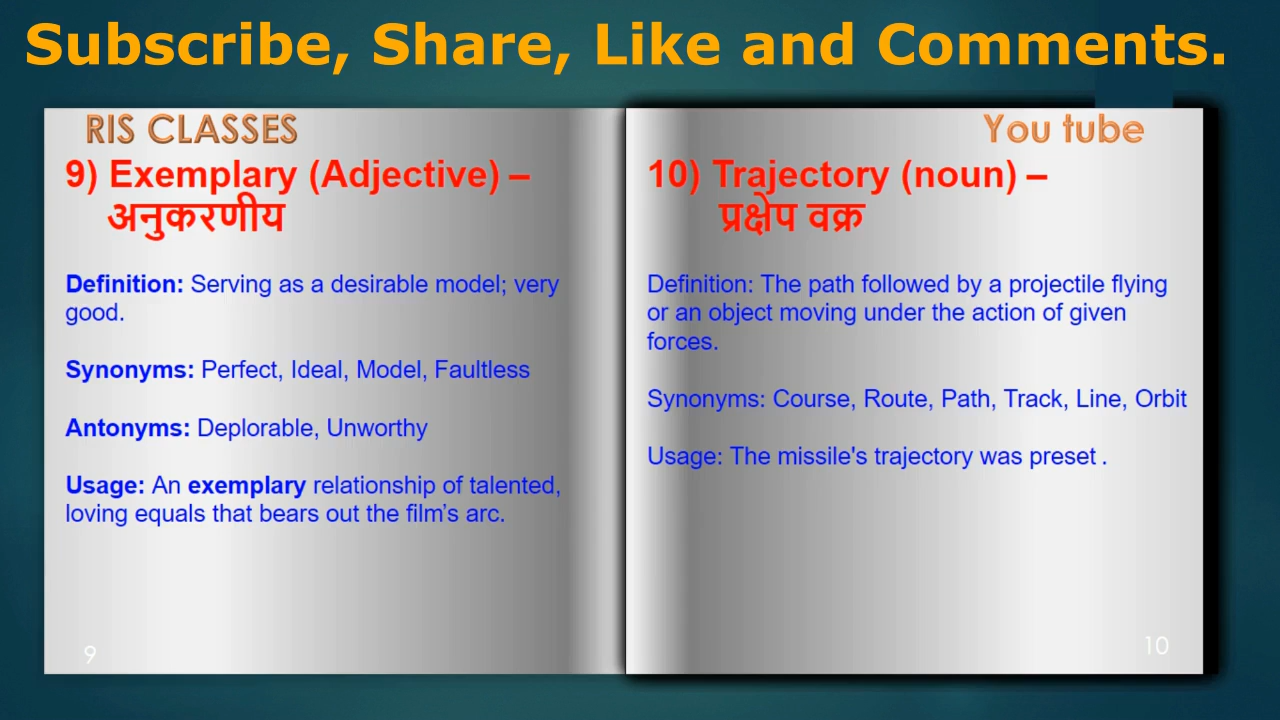 Subscribe, Share, Like and Comments.
RIS CLASSES
9) Exemplary (Adjective) –
अनुकरणीय
Definition: Serving as a desirable model; very
good.
Synonyms: Perfect, Ideal, Model, Faultless
Antonyms: Deplorable, Unworthy
Usage: An exemplary relationship of talented,
loving equals that bears out the film's arc.
9
You tube
10) Trajectory (noun) –
प्रक्षेप वक्र
Definition: The path followed by a projectile flying
or an object moving under the action of given
forces.
Synonyms: Course, Route, Path, Track, Line, Orbit
Usage: The missile's trajectory was preset .
10